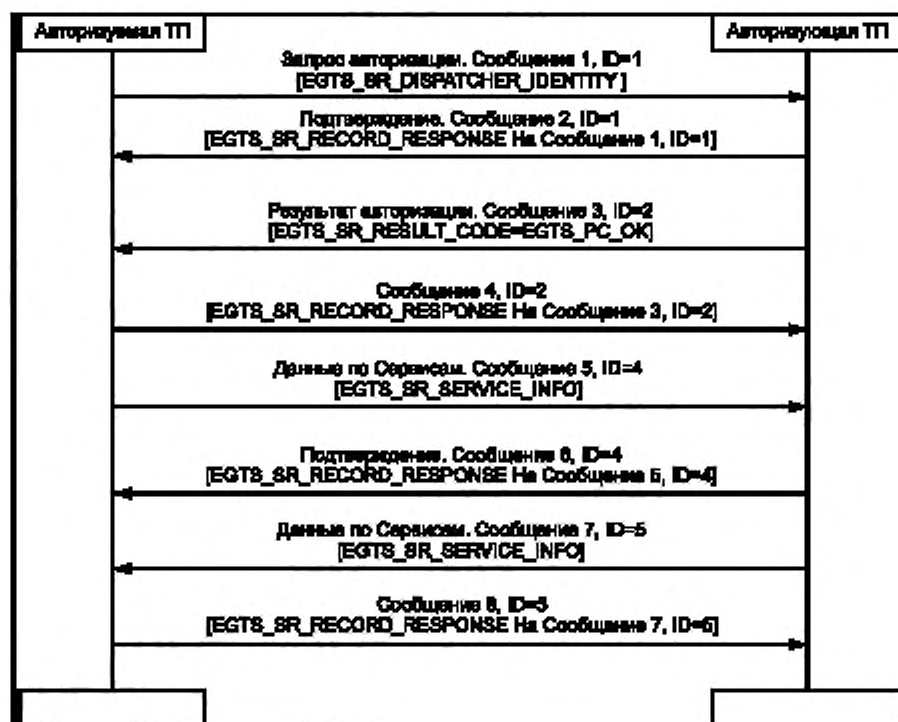 Авторизуемая ТП
Авторизующая ТП
Запрос авторизации. Сообщение 1, ID=1
[EGTS_SR_DISPATCHER_IDENTITY]
Подтверждение. Сообщение 2, ID=1
[EGTS_SR_RECORD_RESPONSE На Сообщение 1, ID=1]
Результат авторизации. Сообщение 3, ID=2
[EGTS_SR_RESULT_CODE=EGTS_PC_OK]
Сообщение 4, ID=2
[EGTS_SR_RECORD_RESPONSE На Сообщение 3, ID=2]
Данные по Сервисам. Сообщение 5, ID=4
[EGTS_SR_SERVICE_INFO]
Подтверждение. Сообщение 6, ID=4
[EGTS_SR_RECORD_RESPONSE На Сообщение 5, ID=4]
Данные по Сервисам. Сообщение 7, ID=5
[EGTS_SR_SERVICE_INFO]
Сообщение 8, ID=5
[EGTS_SR_RECORD_RESPONSE На Сообщение 7, ID=5]